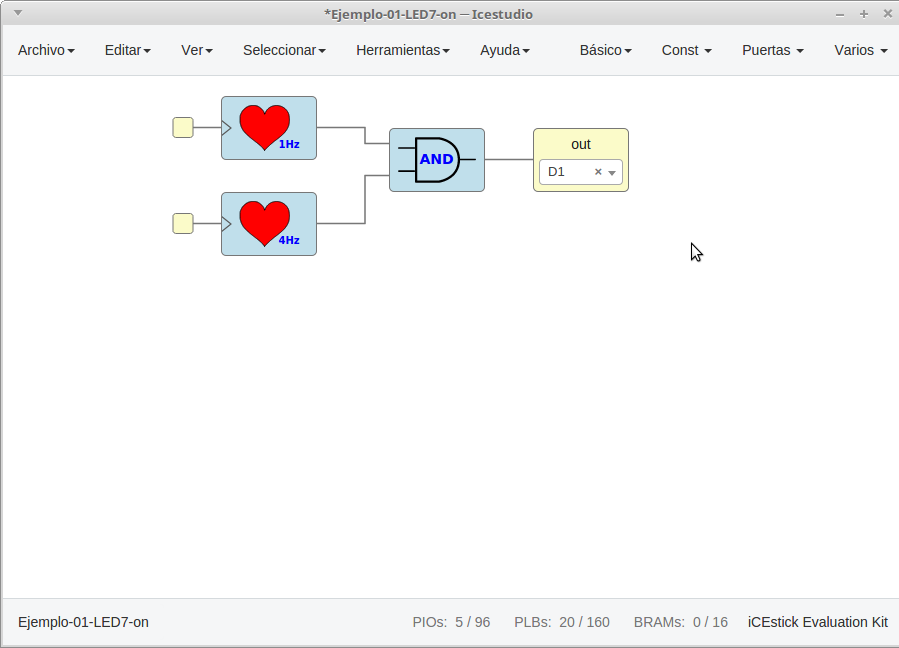 *Ejemplo-01-LED7-on — Icestudio
Archivo Editar Ver Seleccionar Herramientas Ayuda Básico Const Puertas Varios
1Hz
AND
out
D1
4Hz
Ejemplo-01-LED7-on PIOs: 5 / 96 PLBs: 20 / 160 BRAMs: 0 / 16 iCEstick Evaluation Kit